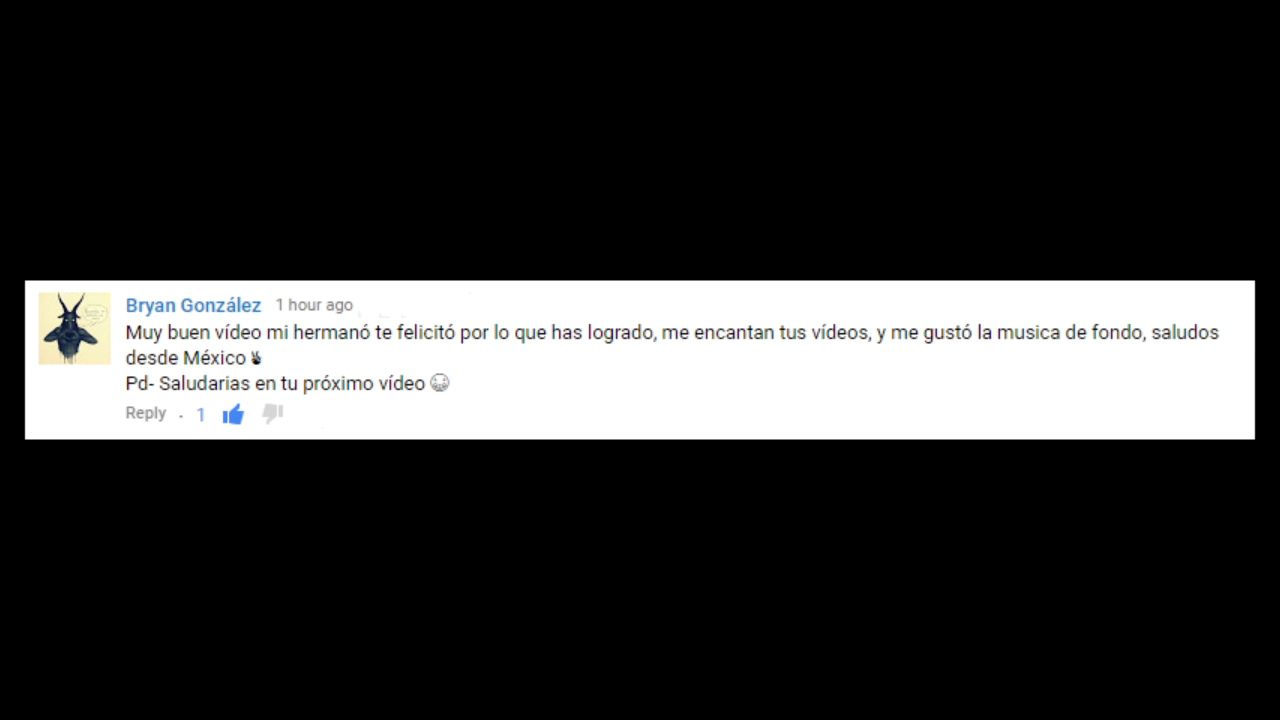 Bryan González 1 hour ago
Muy buen vídeo mi hermanó te felicitó por lo que has logrado, me encantan tus vídeos, y me gustó la musica de fondo, saludos
desde México ✌
Pd- Saludarias en tu próximo vídeo 😂
Reply . 1